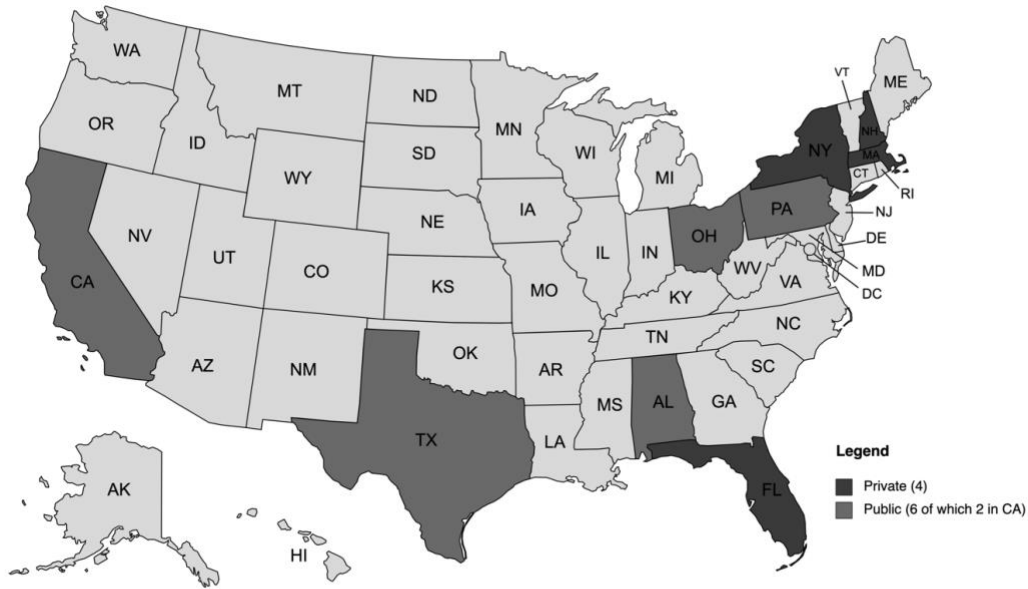 WA
MT
ND
MN
VT
ME
OR
ID
SD
WI
MI
NY
NH
MA
CT
RI
WY
IA
NE
PA
NJ
NV
UT
CO
IL
IN
OH
DE
CA
KS
MO
WV
VA
MD
DC
KY
NC
TN
AZ
NM
OK
AR
SC
MS
AL
GA
TX
LA
Legend
AK
FL
Private (4)
Public (6 of which 2 in CA)
HI